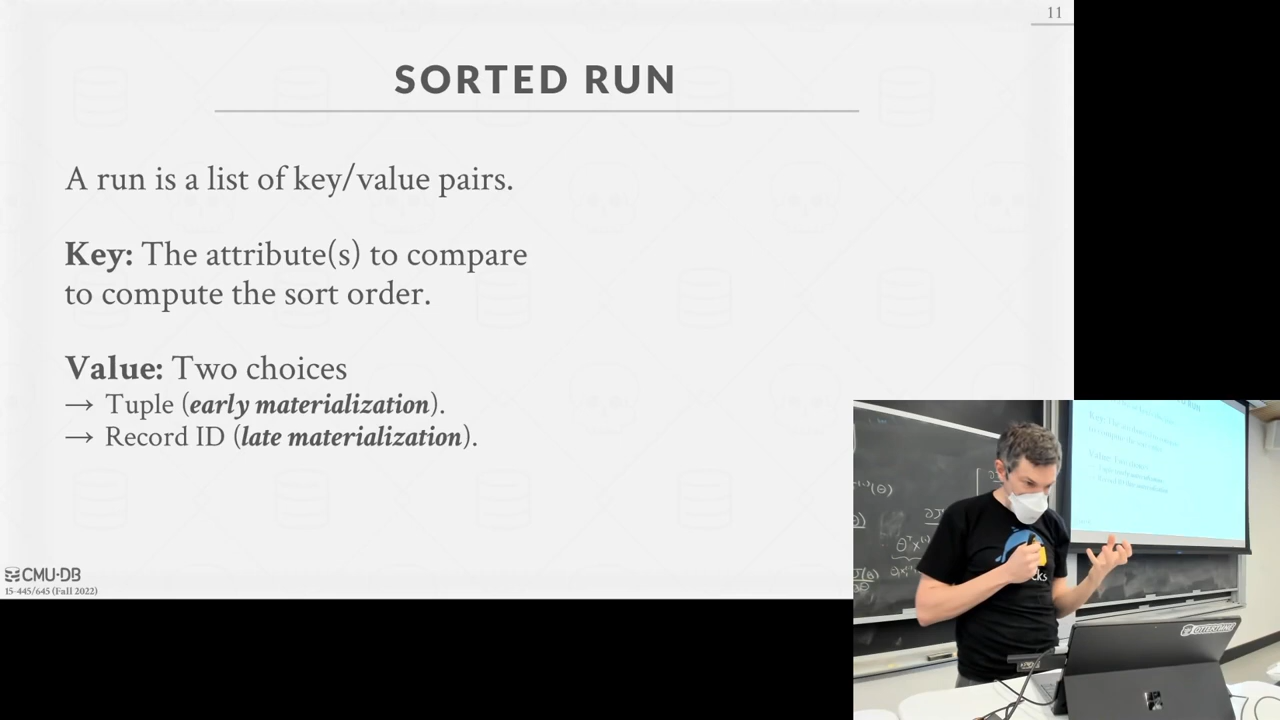 11
SORTED RUN
A run is a list of key/value pairs.
Key: The attribute(s) to compare
to compute the sort order.
Value: Two choices
→ Tuple (early materialization).
→ Record ID (late materialization).
CMU·DB
15-445/645 (Fall 2022)